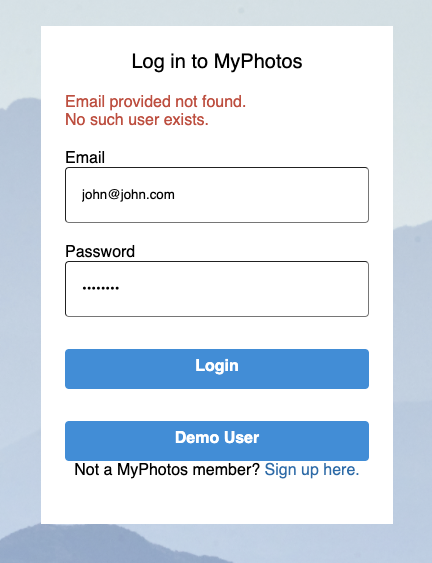 Log in to MyPhotos
Email provided not found.
No such user exists.
Email
john@john.com
Password
••••••••
Login
Demo User
Not a MyPhotos member? Sign up here.